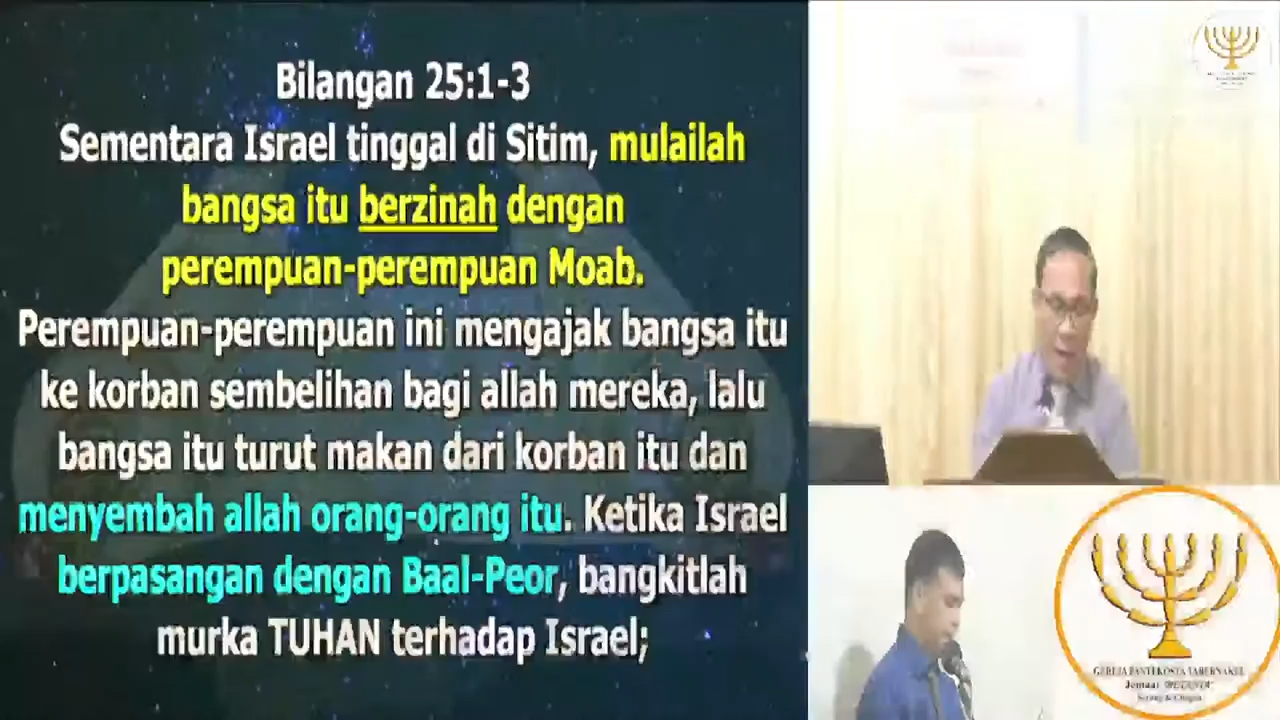 Bilangan 25:1-3
Sementara Israel tinggal di Sitim, mulailah
bangsa itu berzinah dengan
perempuan-perempuan Moab.
Perempuan-perempuan ini mengajak bangsa itu
ke korban sembelihan bagi allah mereka, lalu
bangsa itu turut makan dari korban itu dan
menyembah allah orang-orang itu. Ketika Israel
berpasangan dengan Baal-Peor, bangkitlah
murka TUHAN terhadap Israel;
GEREJA PANTEKOSTA TABERNAKEL
Jemaat
Serang & Cilegon